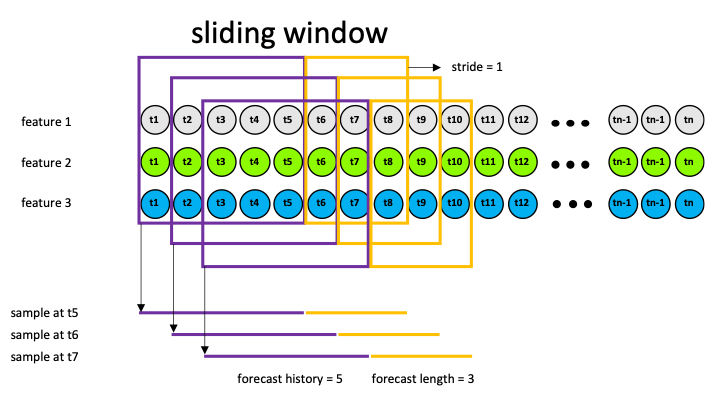 sliding window
stride = 1
feature 1 t1 t2 t3 t4 t5 t6 t7 t8 t9 t10 t11 t12 ● ● ● tn-1 tn-1 tn
feature 2 t1 t2 t3 t4 t5 t6 t7 t8 t9 t10 t11 t12 ● ● ● tn-1 tn-1 tn
feature 3 t1 t2 t3 t4 t5 t6 t7 t8 t9 t10 t11 t12 ● ● ● tn-1 tn-1 tn
sample at t5
sample at t6
sample at t7
forecast history = 5 forecast length = 3